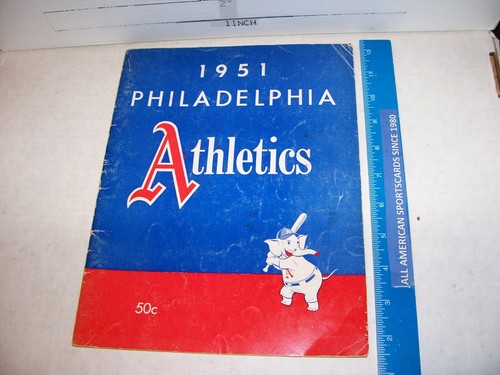 1 INCH
1951
PHILADELPHIA
Athletics
A
50c
ALL AMERICAN SPORTSCARDS SINCE 1980